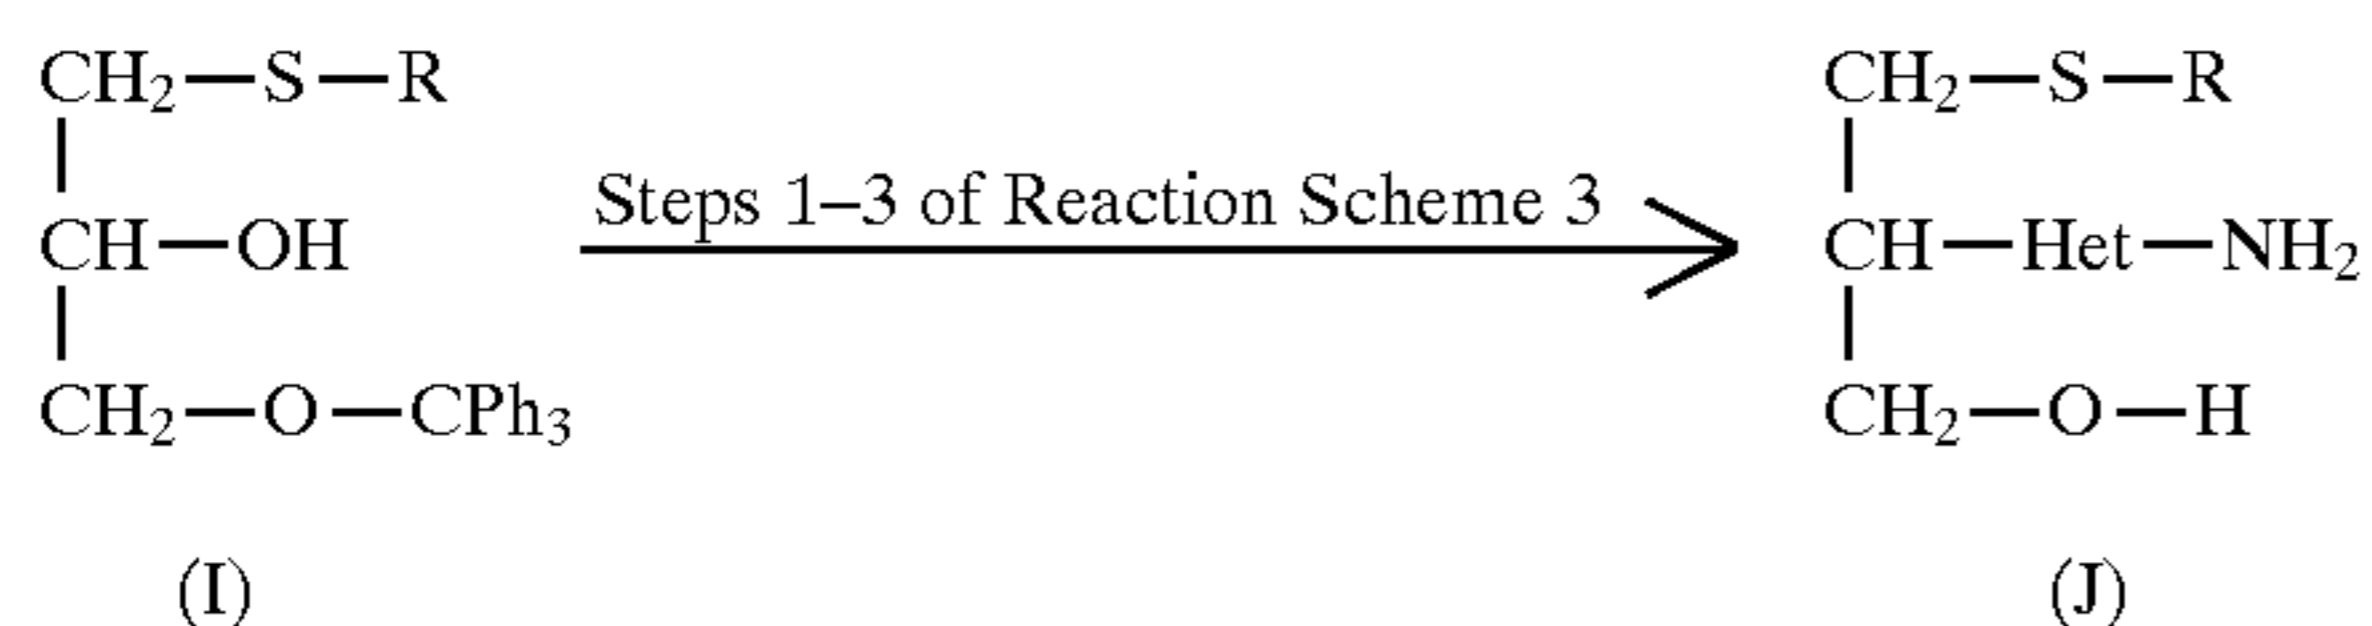 CH₂—S—R
CH—OH
CH₂—O—CPh₃
(I)
Steps 1–3 of Reaction Scheme 3
CH₂—S—R
CH—Het—NH₂
CH₂—O—H
(J)